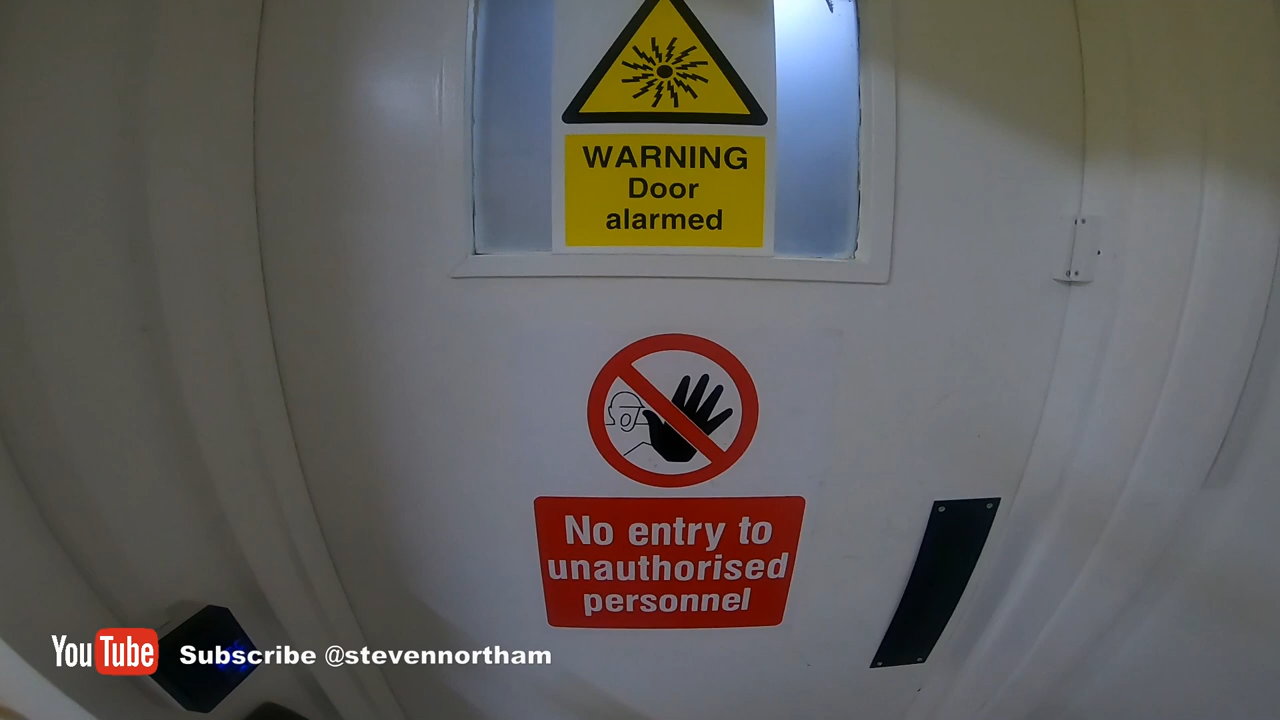 WARNING
Door
alarmed
No entry to
unauthorised
personnel
YouTube Subscribe @stevennortham